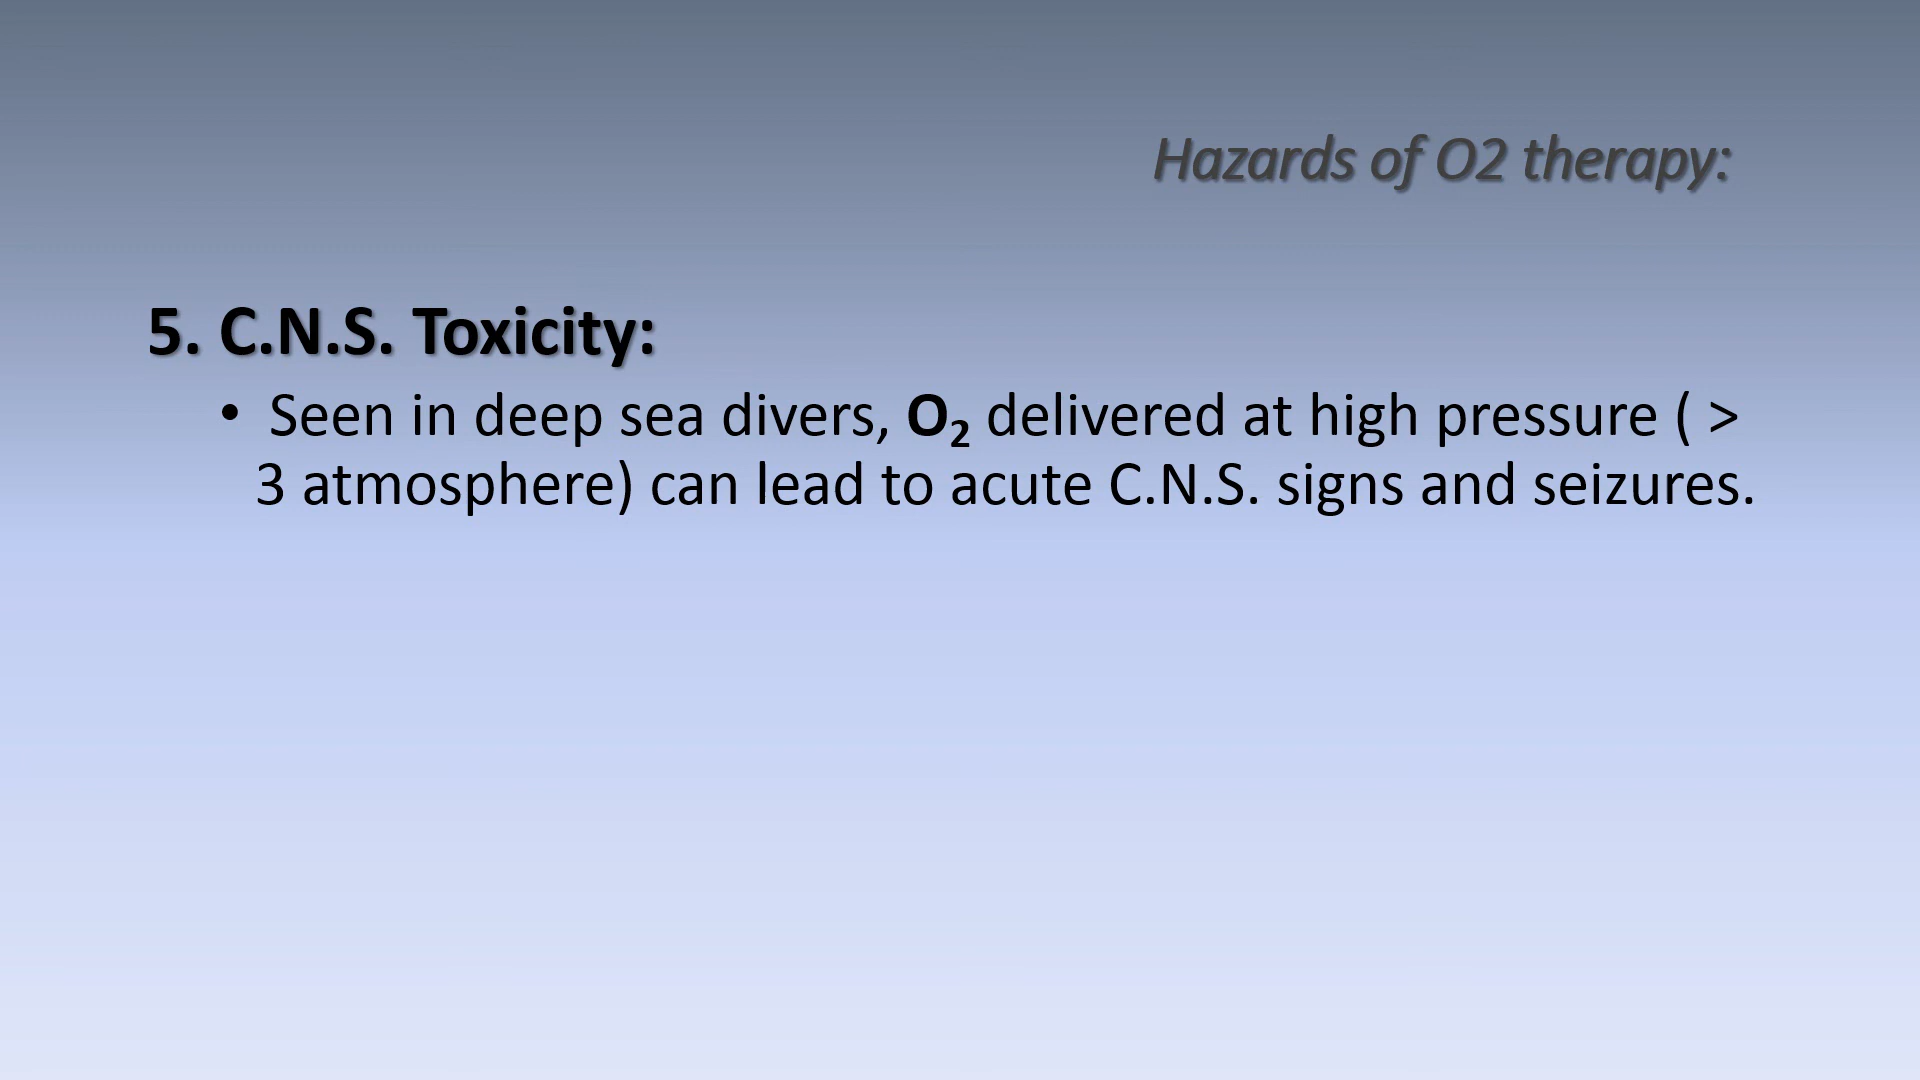 Hazards of O2 therapy:
5. C.N.S. Toxicity:
• Seen in deep sea divers, O₂ delivered at high pressure ( >
3 atmosphere) can lead to acute C.N.S. signs and seizures.